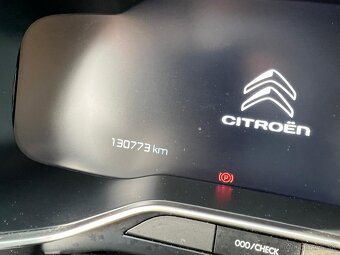 CITROËN
130773 km
(P)
000/CHECK